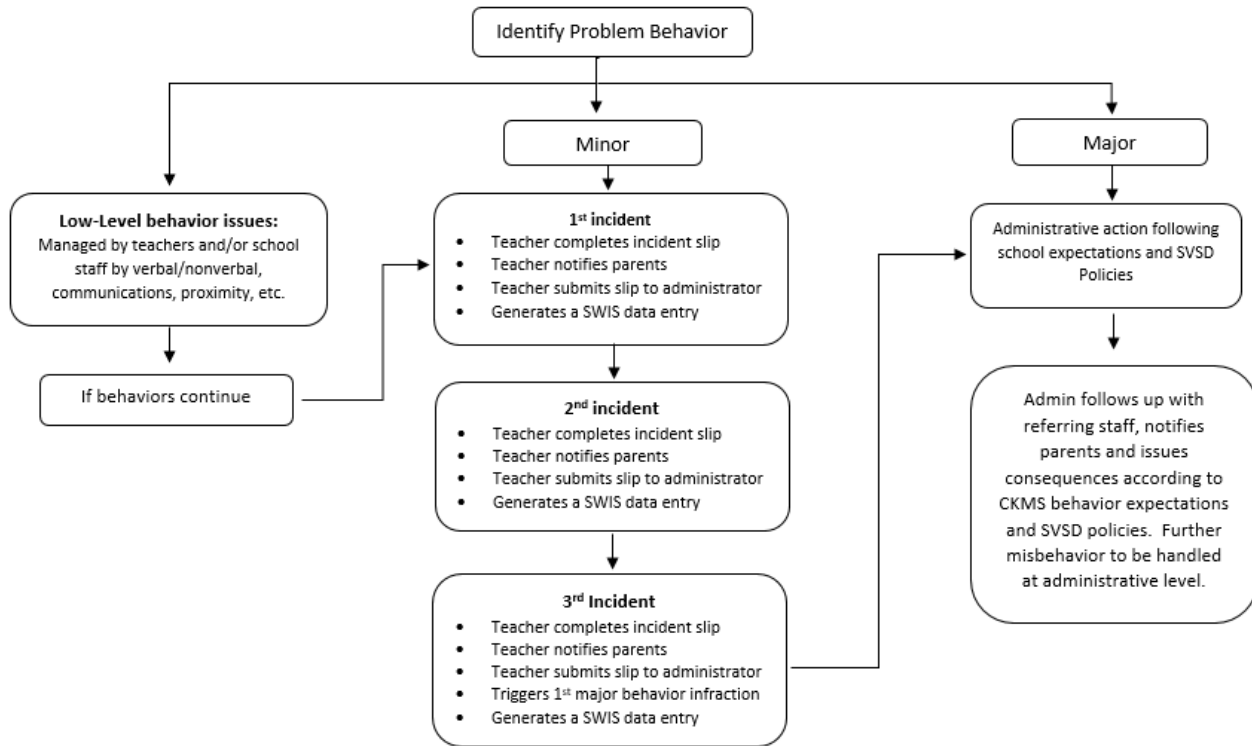 Identify Problem Behavior
Minor
Major
Low-Level behavior issues:
Managed by teachers and/or school
staff by verbal/nonverbal,
communications, proximity, etc.
If behaviors continue
1st incident
• Teacher completes incident slip
• Teacher notifies parents
• Teacher submits slip to administrator
• Generates a SWIS data entry
2nd incident
• Teacher completes incident slip
• Teacher notifies parents
• Teacher submits slip to administrator
• Generates a SWIS data entry
3rd Incident
• Teacher completes incident slip
• Teacher notifies parents
• Teacher submits slip to administrator
• Triggers 1st major behavior infraction
• Generates a SWIS data entry
Administrative action following
school expectations and SVSD
Policies
Admin follows up with
referring staff, notifies
parents and issues
consequences according to
CKMS behavior expectations
and SVSD policies.  Further
misbehavior to be handled
at administrative level.